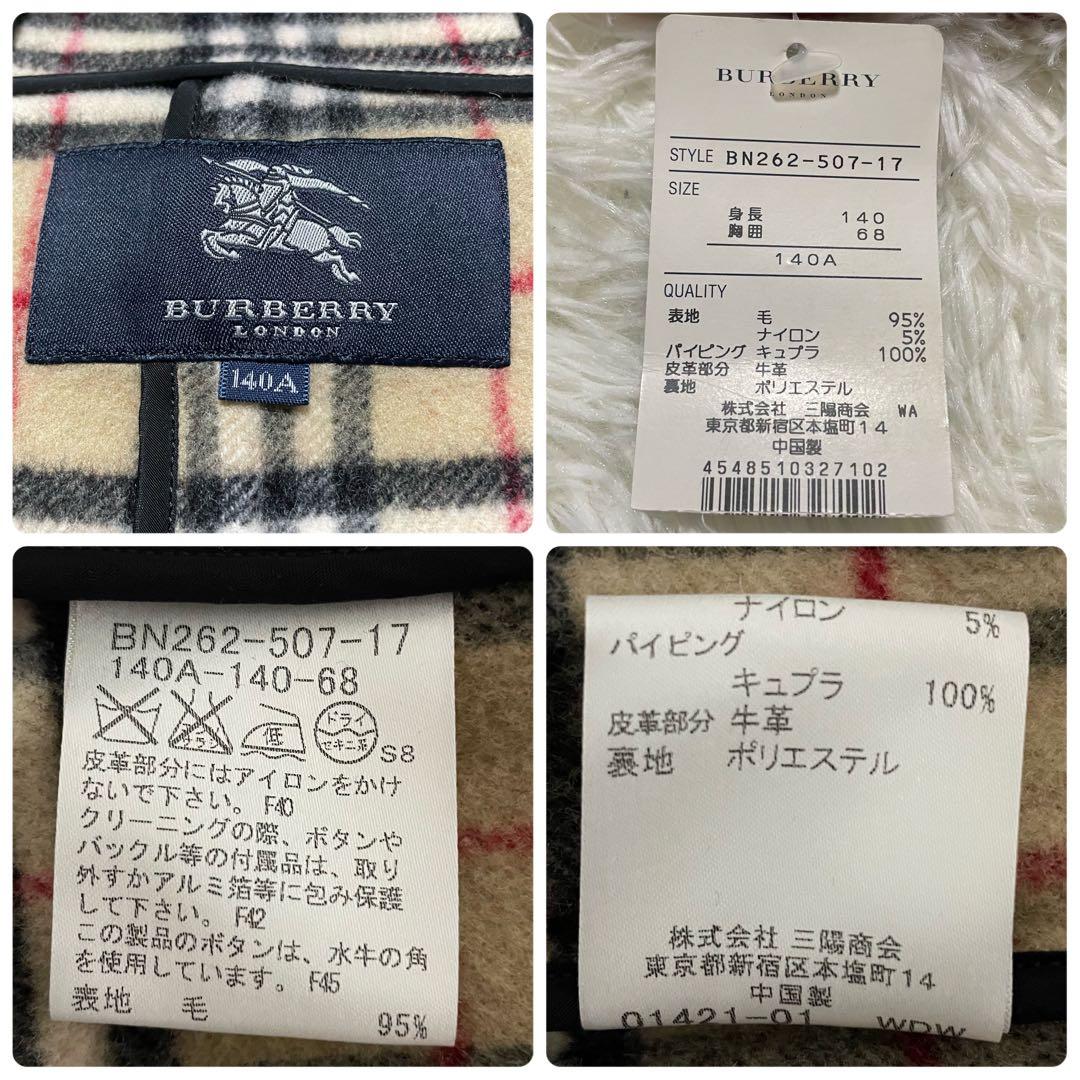 BURBERRY
LONDON
140A
BURBERRY
LONDON
STYLE BN262-507-17
SIZE
身長 140
胸囲 68
140A
QUALITY
表地 毛 95%
ナイロン 5%
パイピング キュプラ 100%
皮革部分 牛革
裏地 ポリエステル
株式会社 三陽商会 WA
東京都新宿区本塩町14
中国製
4548510327102
BN262-507-17
140A-140-68
低 ドライ
セキユ系 S8
皮革部分にはアイロンをかけ
ないで下さい。 F40
クリーニングの際、ボタンや
バックル等の付属品は、取り
外すかアルミ箔等に包み保護
して下さい。 F42
この製品のボタンは、水牛の角
を使用しています。 F45
表地 毛
95%
ナイロン 5%
パイピング
キュプラ 100%
皮革部分 牛革
裏地 ポリエステル
株式会社 三陽商会
東京都新宿区本塩町14
中国製
01421-01 WDW